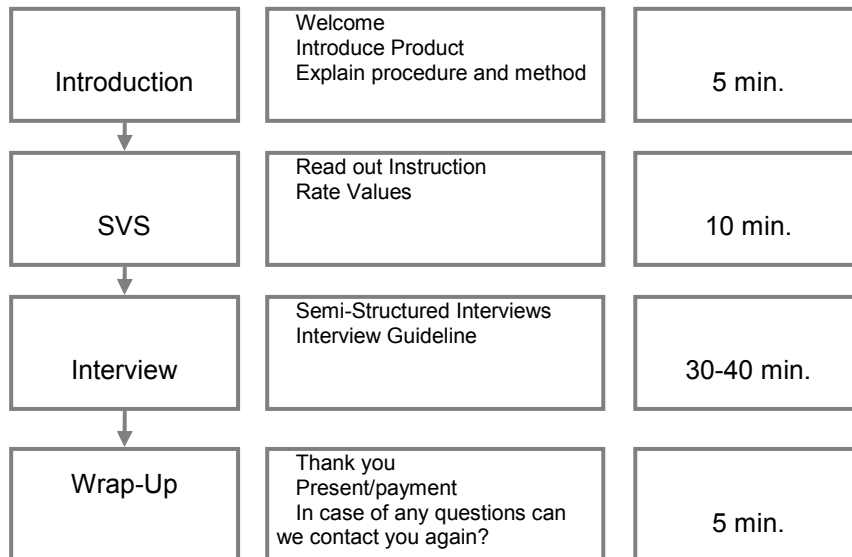 Introduction
Welcome
Introduce Product
Explain procedure and method
5 min.
SVS
Read out Instruction
Rate Values
10 min.
Interview
Semi-Structured Interviews
Interview Guideline
30-40 min.
Wrap-Up
Thank you
Present/payment
In case of any questions can
we contact you again?
5 min.